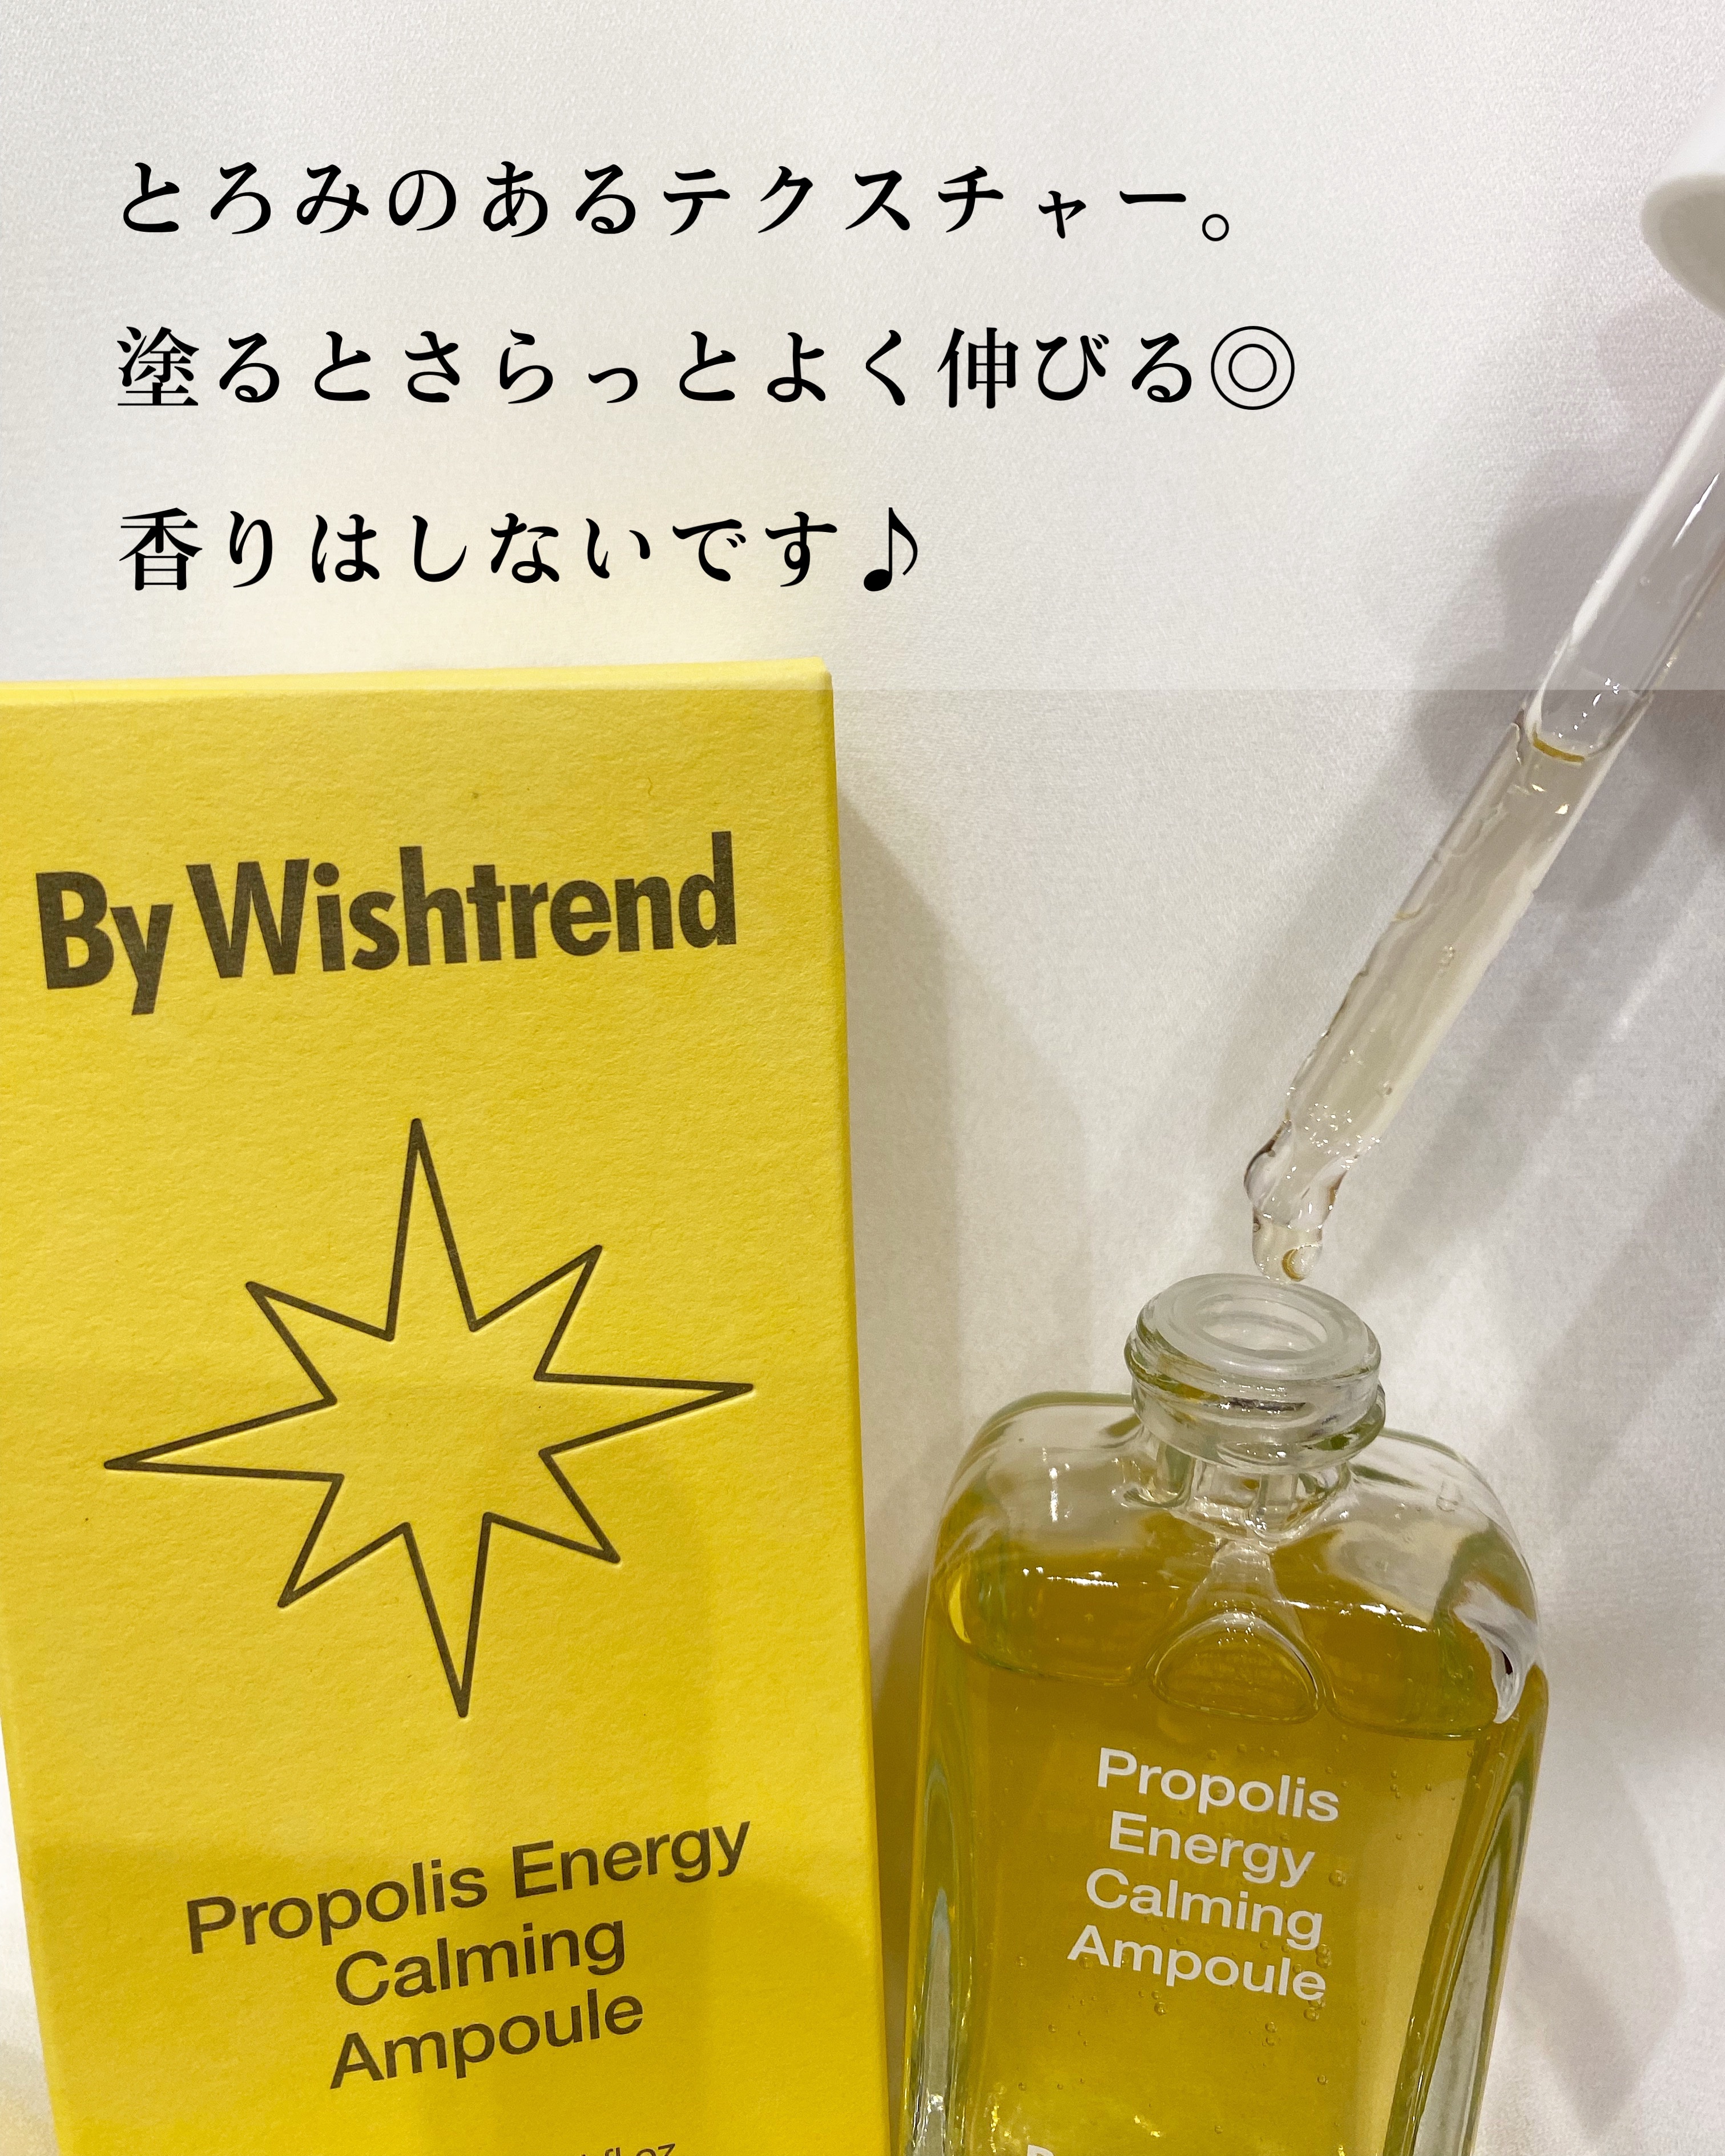 とろみのあるテクスチャー。
塗るとさらっとよく伸びる◎
香りはしないです♪
By Wishtrend
Propolis Energy
Calming
Ampoule
fl oz
Propolis
Energy
Calming
Ampoule